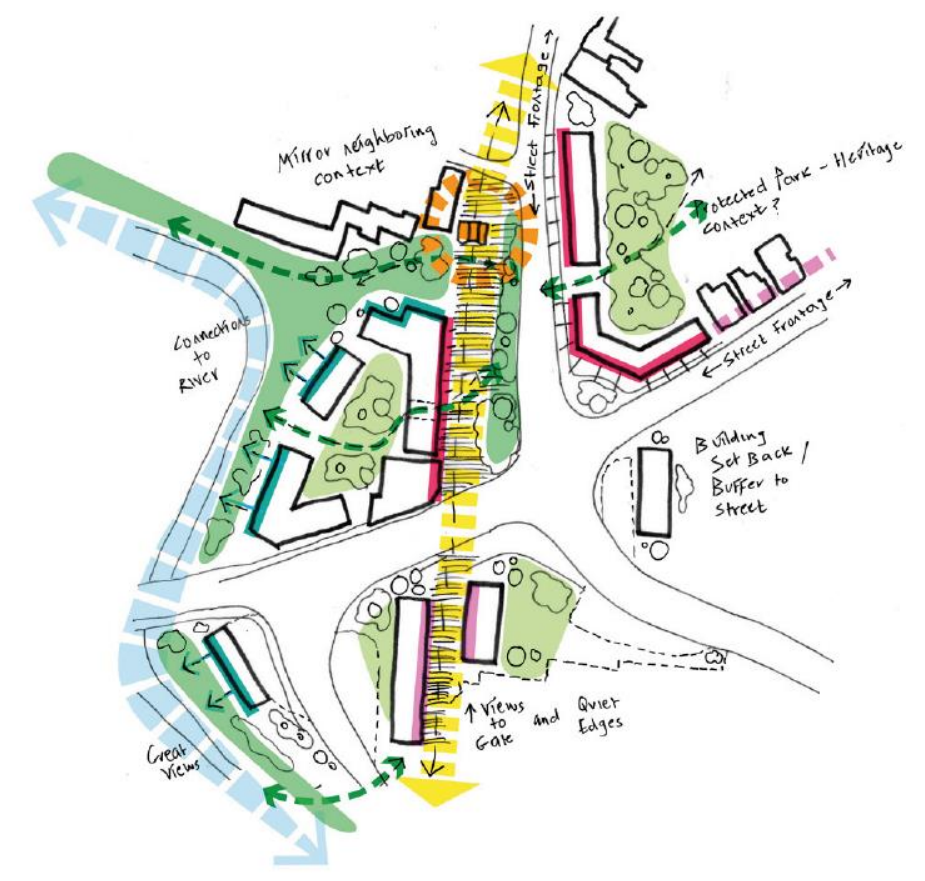 Mirror neighboring
context
Street Frontage
Protected Park - Heritage
context?
Connections
to
River
Street Frontage
Building
Set Back /
Buffer to
Street
Views
to
Gate
and
Quiet
Edges
Great
Views